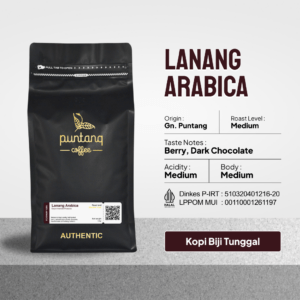 LANANG
ARABICA
Origin :
Gn. Puntang
Roast Level :
Medium
Taste Notes :
Berry, Dark Chocolate
Acidity :
Medium
Body :
Medium
Dinkes P-IRT : 510320401216-20
LPPOM MUI : 00110001261197
Kopi Biji Tunggal
puntang
coffee
Lanang Arabica
AUTHENTIC